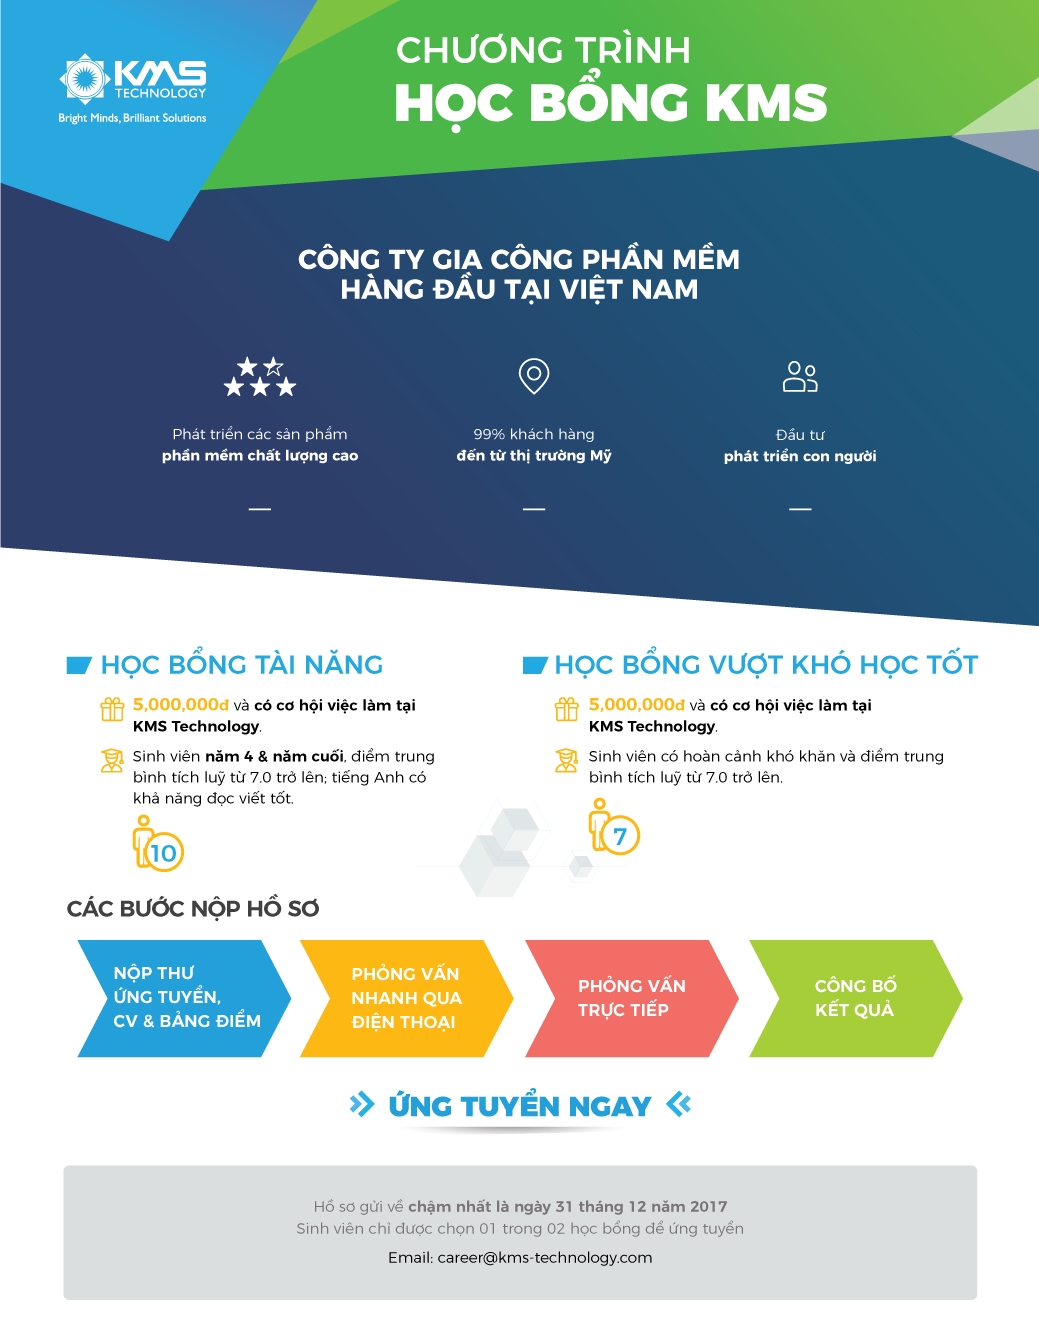 KMS
TECHNOLOGY
Bright Minds, Brilliant Solutions
CHƯƠNG TRÌNH
HỌC BỔNG KMS
CÔNG TY GIA CÔNG PHẦN MỀM
HÀNG ĐẦU TẠI VIỆT NAM
Phát triển các sản phẩm
phần mềm chất lượng cao
99% khách hàng
đến từ thị trường Mỹ
Đầu tư
phát triển con người
HỌC BỔNG TÀI NĂNG
5,000,000đ và có cơ hội việc làm tại
KMS Technology.
Sinh viên năm 4 & năm cuối, điểm trung
bình tích luỹ từ 7.0 trở lên; tiếng Anh có
khả năng đọc viết tốt.
10
HỌC BỔNG VƯỢT KHÓ HỌC TỐT
5,000,000đ và có cơ hội việc làm tại
KMS Technology.
Sinh viên có hoàn cảnh khó khăn và điểm trung
bình tích luỹ từ 7.0 trở lên.
7
CÁC BƯỚC NỘP HỒ SƠ
NỘP THƯ
ỨNG TUYỂN,
CV & BẢNG ĐIỂM
PHỎNG VẤN
NHANH QUA
ĐIỆN THOẠI
PHỎNG VẤN
TRỰC TIẾP
CÔNG BỐ
KẾT QUẢ
ỨNG TUYỂN NGAY
Hồ sơ gửi về chậm nhất là ngày 31 tháng 12 năm 2017
Sinh viên chỉ được chọn 01 trong 02 học bổng để ứng tuyển
Email: career@kms-technology.com